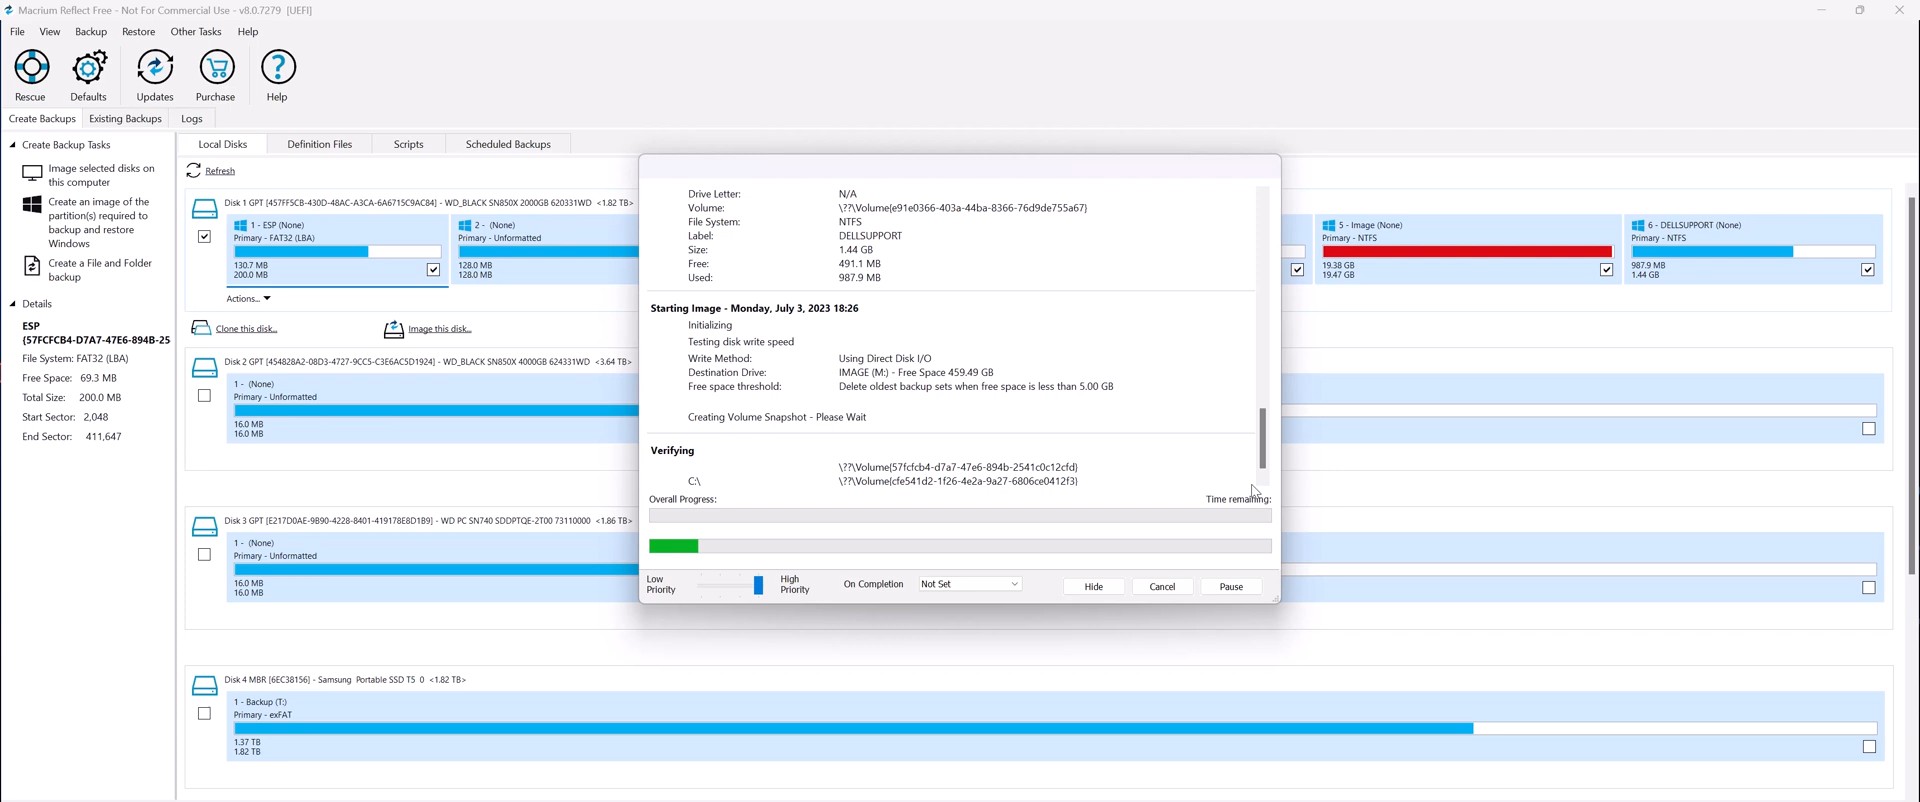 Macrium Reflect Free - Not For Commercial Use - v8.0.7279 [UEFI]
File View Backup Restore Other Tasks Help
Rescue Defaults Updates Purchase Help
Create Backups Existing Backups Logs
Create Backup Tasks
Image selected disks on
this computer
Create an image of the
partition(s) required to
backup and restore
Windows
Create a File and Folder
backup
Details
ESP
(57FCFCB4-D7A7-47E6-894B-25
File System: FAT32 (LBA)
Free Space: 69.3 MB
Total Size: 200.0 MB
Start Sector: 2,048
End Sector: 411,647
Local Disks Definition Files Scripts Scheduled Backups
Refresh
Disk 1 GPT [457FF5CB-430D-48AC-A3CA-6A6715C9AC84] - WD_BLACK SN850X 2000GB 620331WD <1.82 TB>
1 - ESP (None)
Primary - FAT32 (LBA)
130.7 MB
200.0 MB
2 - (None)
Primary - Unformatted
128.0 MB
128.0 MB
5 - Image (None)
Primary - NTFS
19.38 GB
19.47 GB
6 - DELLSUPPORT (None)
Primary - NTFS
987.9 MB
1.44 GB
Actions...
Clone this disk... Image this disk...
Disk 2 GPT [454828A2-08D3-4727-9CC5-C3E6AC5D1924] - WD_BLACK SN850X 4000GB 624331WD <3.64 TB>
1 - (None)
Primary - Unformatted
16.0 MB
16.0 MB
Disk 3 GPT [E217D0AE-9B90-4228-8401-419178E8D1B9] - WD PC SN740 SDDPTQE-2T00 73110000 <1.86 TB>
1 - (None)
Primary - Unformatted
16.0 MB
16.0 MB
Disk 4 MBR [6EC38156] - Samsung Portable SSD T5 0 <1.82 TB>
1 - Backup (T:)
Primary - exFAT
1.37 TB
1.82 TB
Drive Letter: N/A
Volume: \??\Volume{e91e0366-403a-44ba-8366-76d9de755a67}
File System: NTFS
Label: DELLSUPPORT
Size: 1.44 GB
Free: 491.1 MB
Used: 987.9 MB
Starting Image - Monday, July 3, 2023 18:26
Initializing
Testing disk write speed
Write Method: Using Direct Disk I/O
Destination Drive: IMAGE (M:) - Free Space 459.49 GB
Free space threshold: Delete oldest backup sets when free space is less than 5.00 GB
Creating Volume Snapshot - Please Wait
Verifying
\??\Volume{57fcfcb4-d7a7-47e6-894b-2541c0c12cfd}
C:\ \??\Volume{cfe541d2-1f26-4e2a-9a27-6806ce0412f3}
Overall Progress: Time remaining:
Low
Priority
High
Priority
On Completion Not Set Hide Cancel Pause